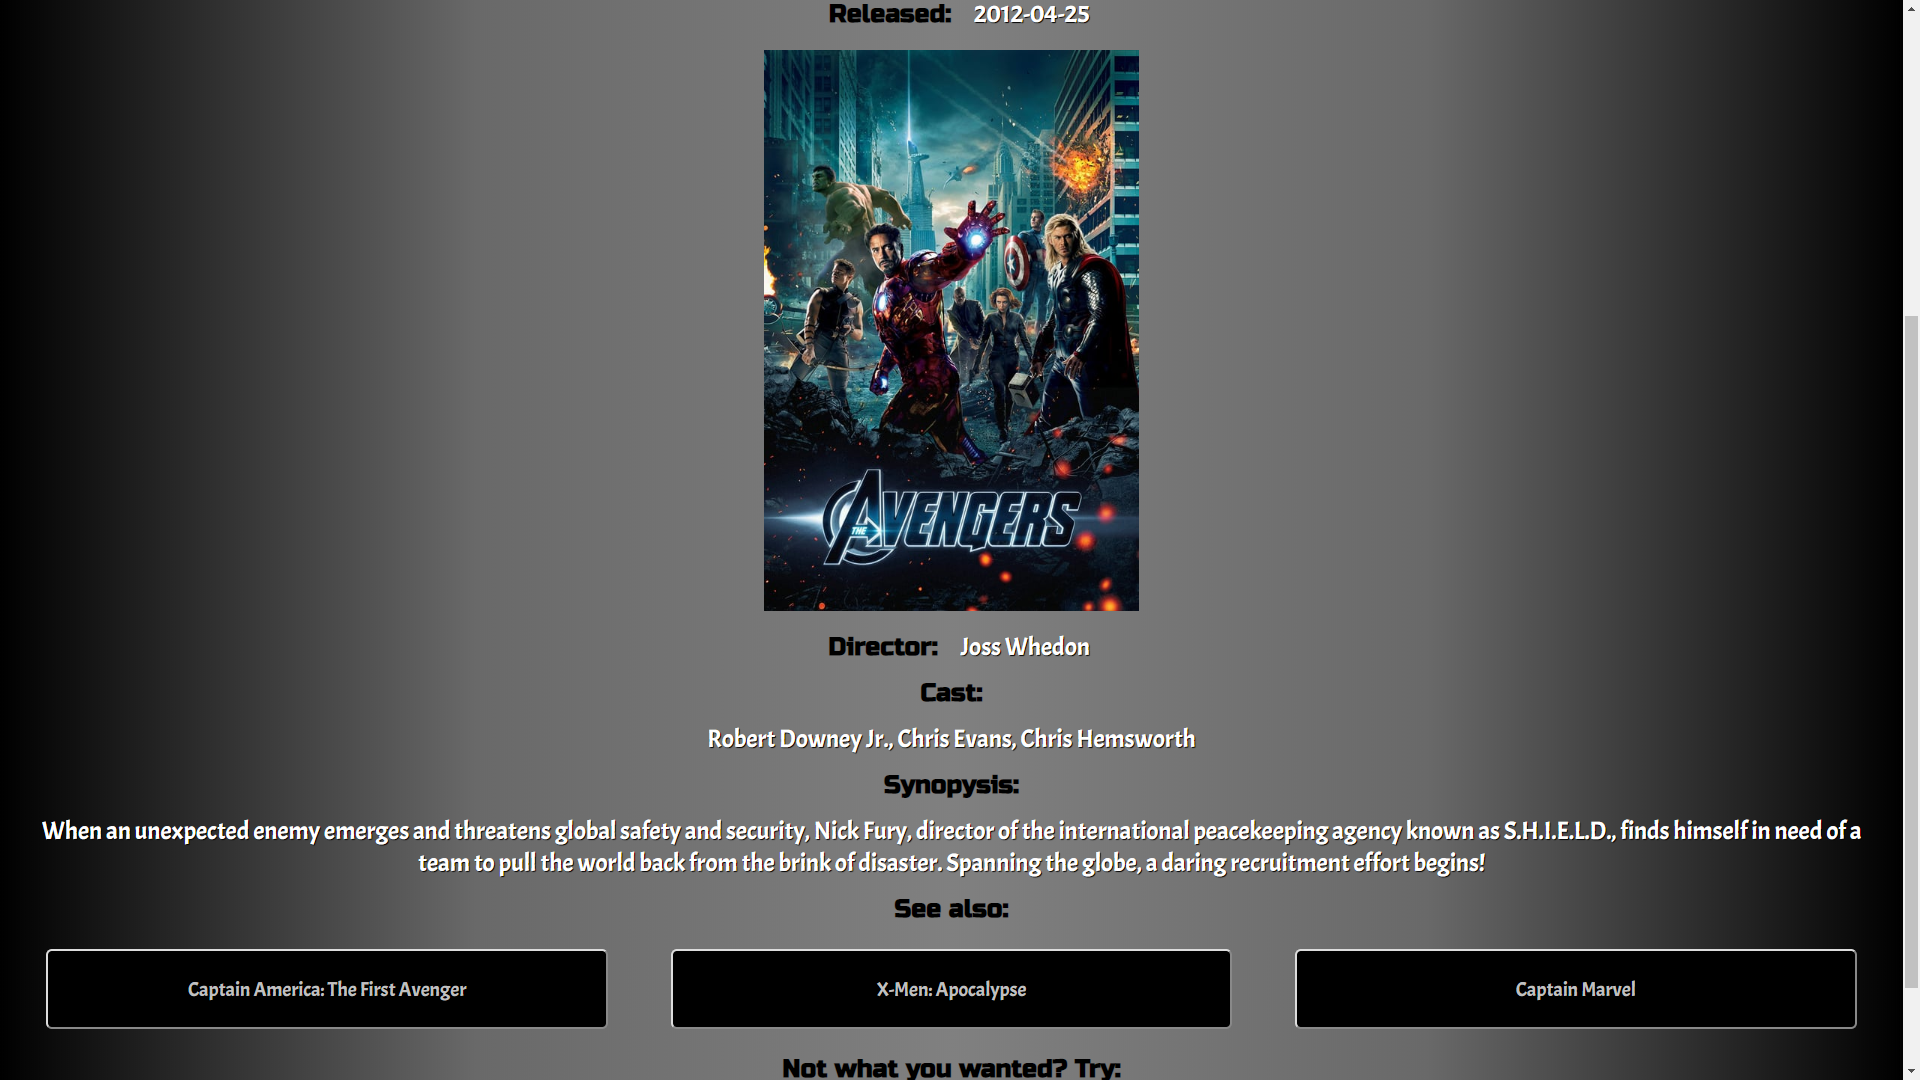 Released: 2012-04-25
THE AVENGERS
Director: Joss Whedon
Cast:
Robert Downey Jr., Chris Evans, Chris Hemsworth
Synopysis:
When an unexpected enemy emerges and threatens global safety and security, Nick Fury, director of the international peacekeeping agency known as S.H.I.E.L.D., finds himself in need of a
team to pull the world back from the brink of disaster. Spanning the globe, a daring recruitment effort begins!
See also:
Captain America: The First Avenger
X-Men: Apocalypse
Captain Marvel
Not what you wanted? Try: